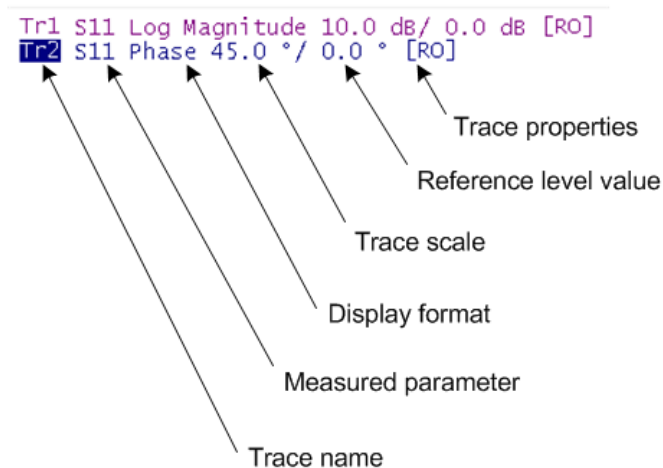 Tr1 S11 Log Magnitude 10.0 dB/ 0.0 dB [RO]
Tr2 S11 Phase 45.0 °/ 0.0 ° [RO]
Trace properties
Reference level value
Trace scale
Display format
Measured parameter
Trace name